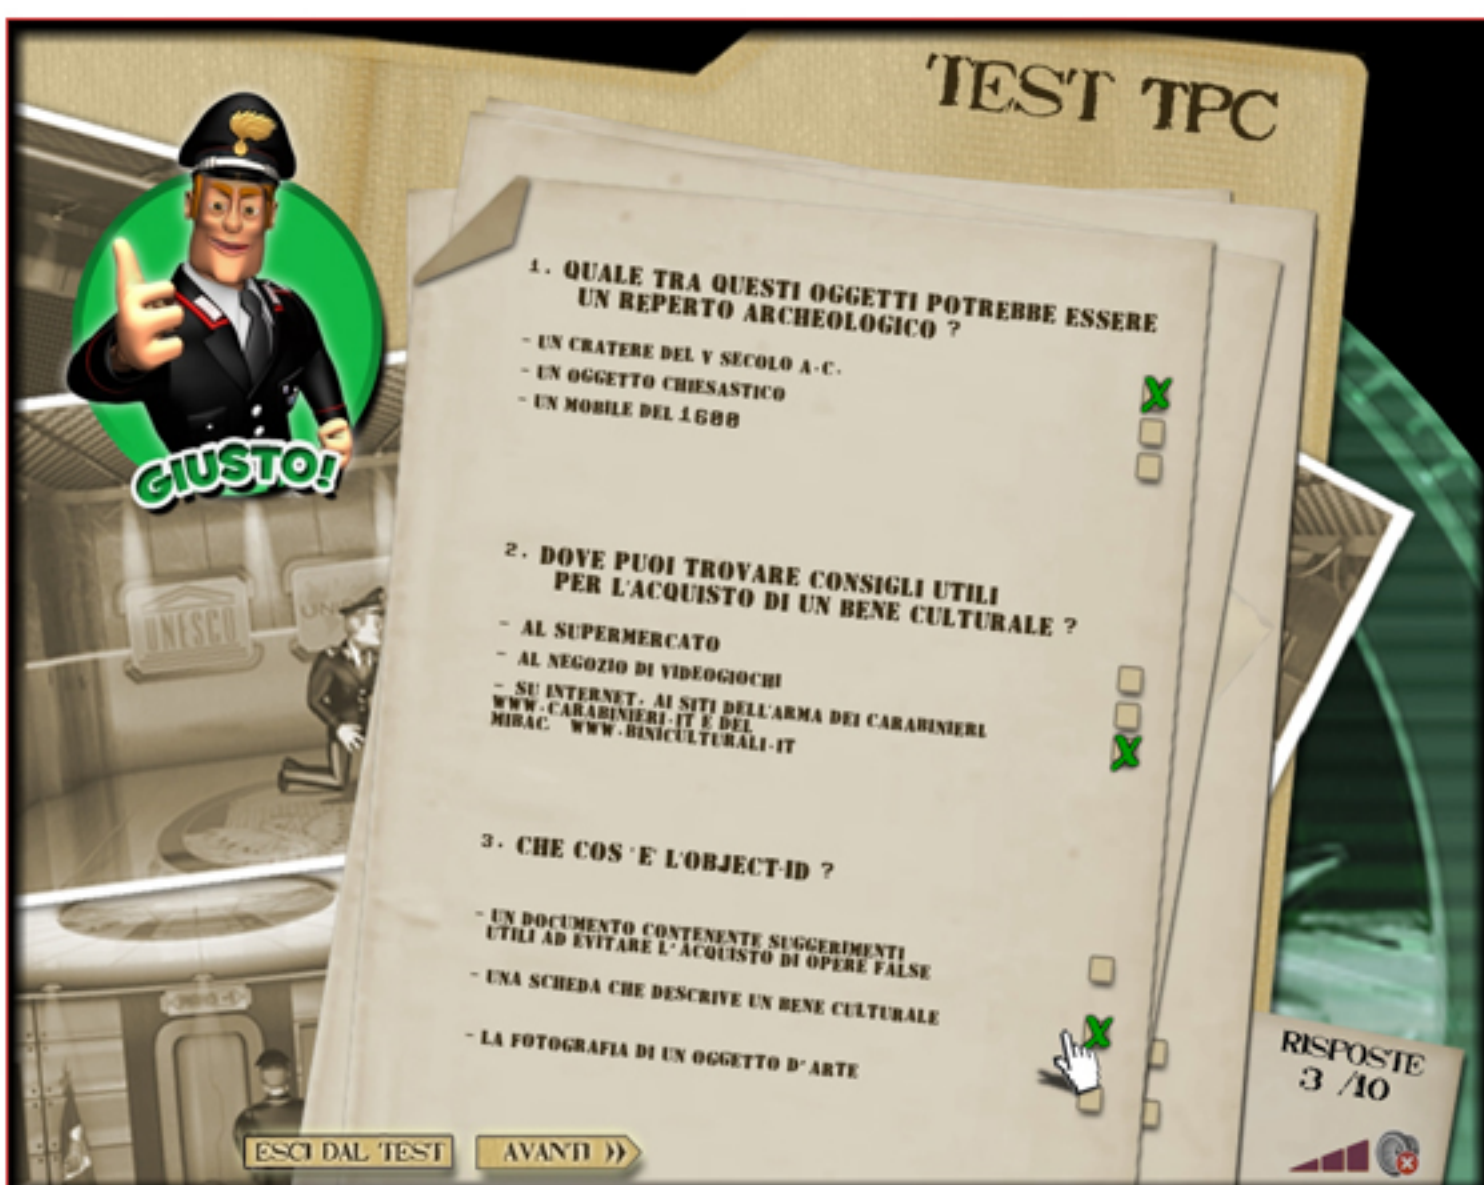 TEST TPC
GIUSTO!
1. QUALE TRA QUESTI OGGETTI POTREBBE ESSERE
UN REPERTO ARCHEOLOGICO ?
- UN CRATERE DEL V SECOLO A.C.
- UN OGGETTO CHIESASTICO
- UN MOBILE DEL 1600
2. DOVE PUOI TROVARE CONSIGLI UTILI
PER L'ACQUISTO DI UN BENE CULTURALE ?
- AL SUPERMERCATO
- AL NEGOZIO DI VIDEOGIOCHI
- SU INTERNET, AI SITI DELL'ARMA DEI CARABINIERI,
WWW.CARABINIERI.IT E DEL
MIBAC. WWW.BINICULTURALI.IT
UNESCO
3. CHE COS 'E' L'OBJECT-ID ?
- UN DOCUMENTO CONTENENTE SUGGERIMENTI
UTILI AD EVITARE L' ACQUISTO DI OPERE FALSE
- UNA SCHEDA CHE DESCRIVE UN BENE CULTURALE
- LA FOTOGRAFIA DI UN OGGETTO D' ARTE
RISPOSTE
3 /10
ESCI DAL TEST
AVANTI »